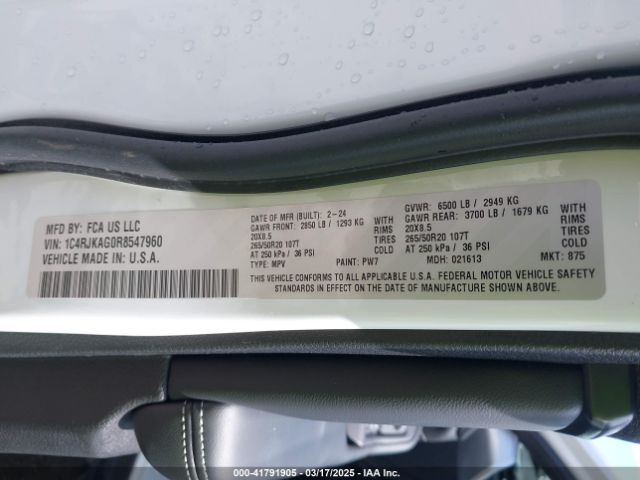 MFD BY: FCA US LLC
VIN: 1C4RJKAG0R8547960
VEHICLE MADE IN: U.S.A.
DATE OF MFR (BUILT): 2-24
GAWR FRONT: 2850 LB / 1293 KG
20X8.5 WITH
265/50R20 107T RIMS
AT 250 kPa / 36 PSI TIRES
TYPE: MPV PAINT: PW7 COLD
GVWR: 6500 LB / 2949 KG
GAWR REAR: 3700 LB / 1679 KG
20X8.5 WITH
265/50R20 107T RIMS
AT 250 kPa / 36 PSI TIRES
MDH: 021613 COLD
MKT: 875
THIS VEHICLE CONFORMS TO ALL APPLICABLE U.S.A. FEDERAL MOTOR VEHICLE SAFETY
STANDARDS IN EFFECT ON THE DATE OF MANUFACTURE SHOWN ABOVE.
000-41791905 — 03/17/2025 — IAA Inc.